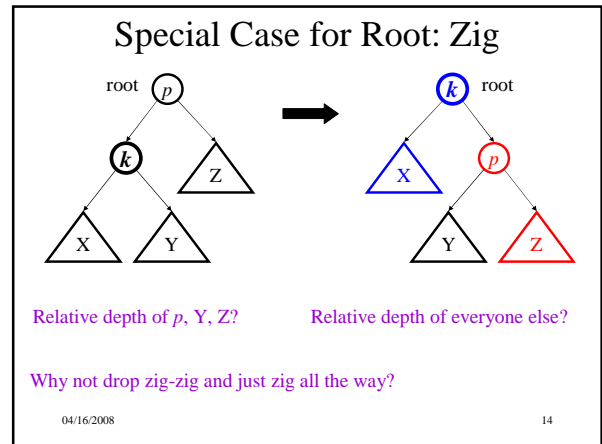 Special Case for Root: Zig
root p
k root
k
p
Z
X
X Y
Y Z
Relative depth of p, Y, Z?
Relative depth of everyone else?
Why not drop zig-zig and just zig all the way?
04/16/2008
14